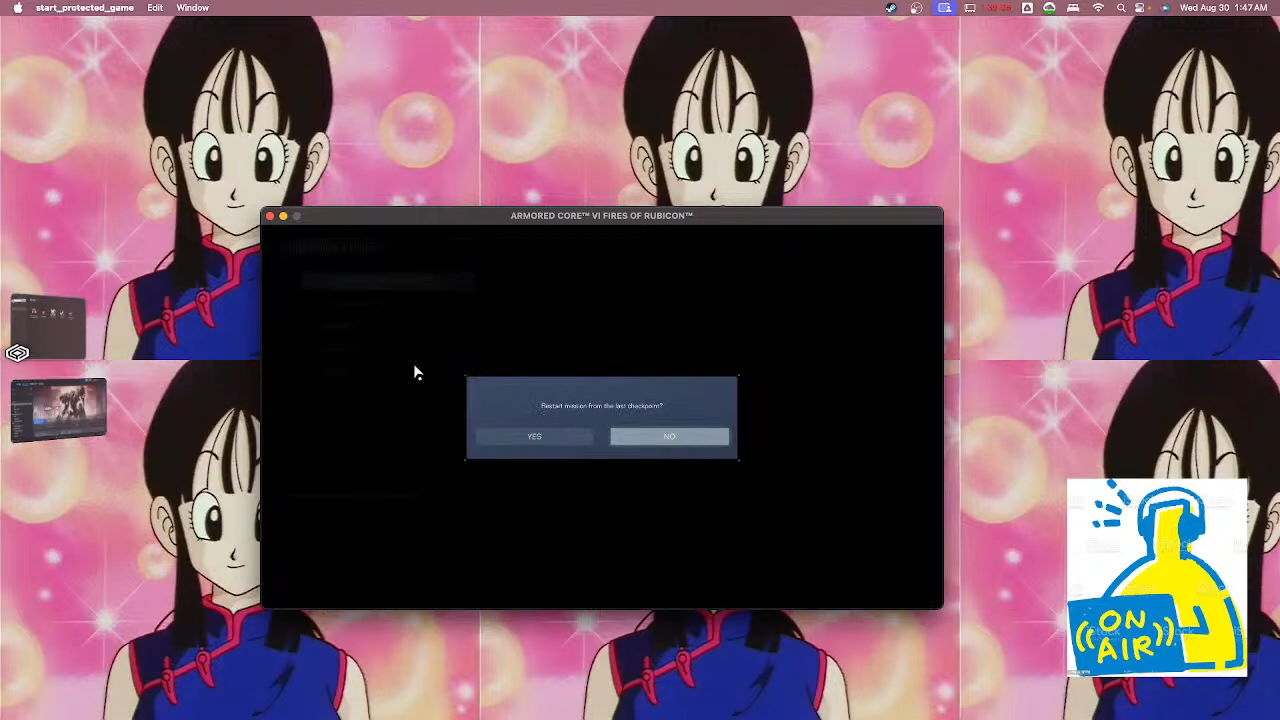 start_protected_game Edit Window
Wed Aug 30 1:47 AM
ARMORED CORE™ VI FIRES OF RUBICON™
Restart mission from the last checkpoint?
YES NO
iStock
ON
AIR